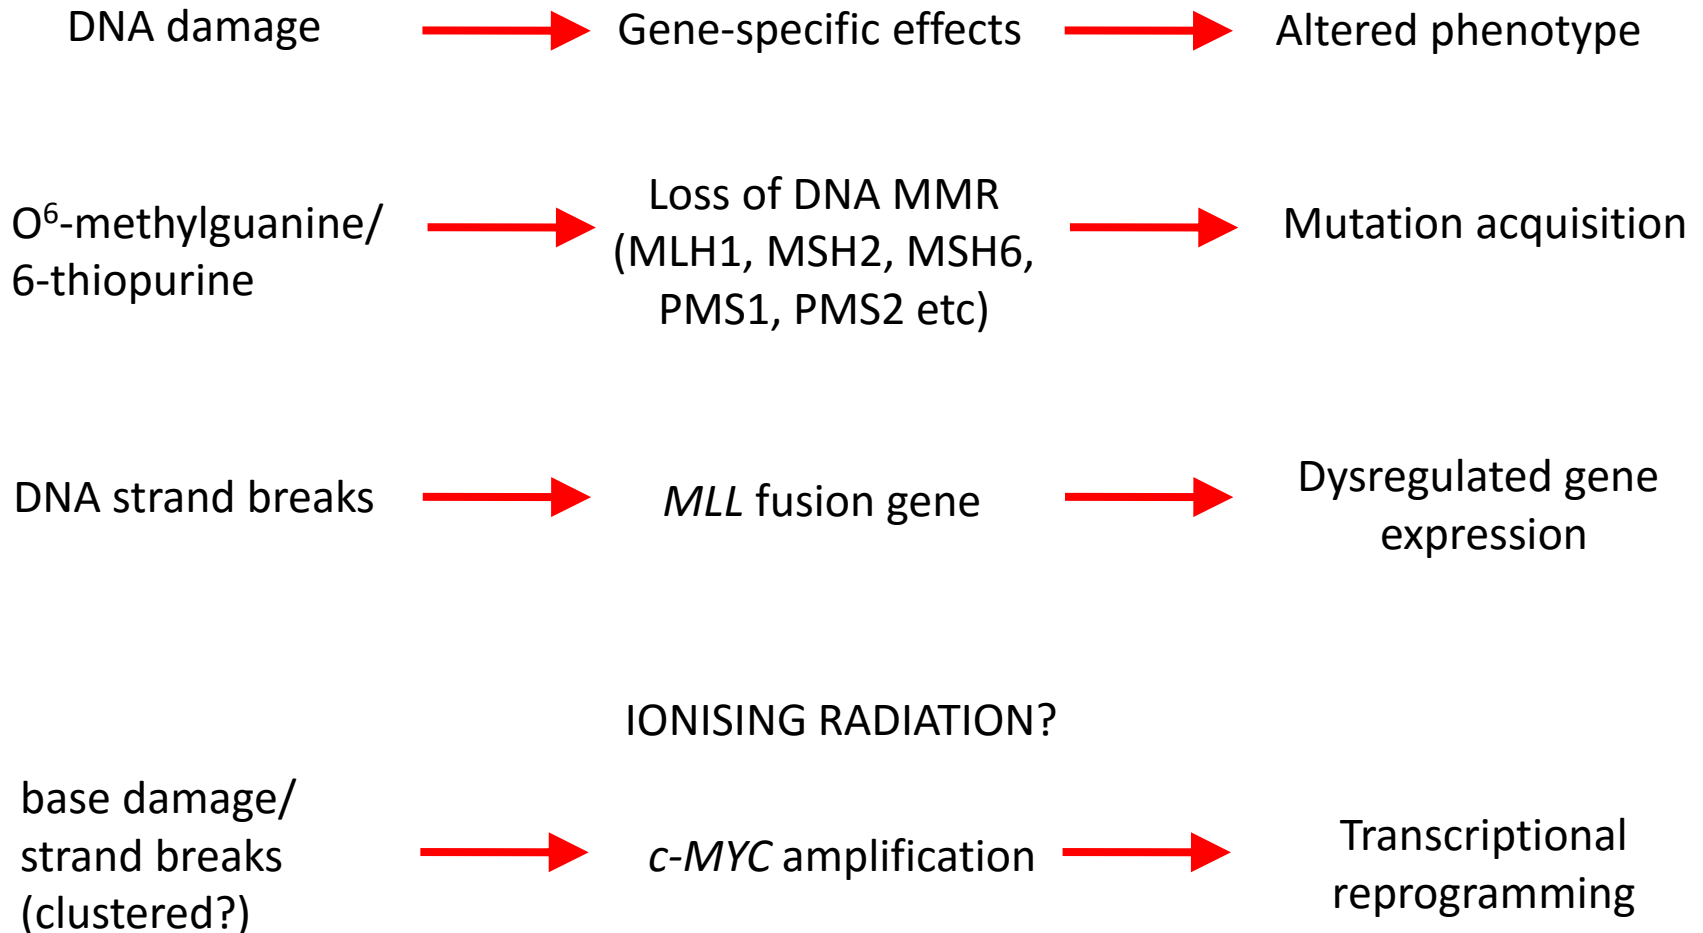 DNA damage
Gene-specific effects
Altered phenotype
O⁶-methylguanine/
6-thiopurine
Loss of DNA MMR
(MLH1, MSH2, MSH6,
PMS1, PMS2 etc)
Mutation acquisition
DNA strand breaks
MLL fusion gene
Dysregulated gene
expression
IONISING RADIATION?
base damage/
strand breaks
(clustered?)
c-MYC amplification
Transcriptional
reprogramming